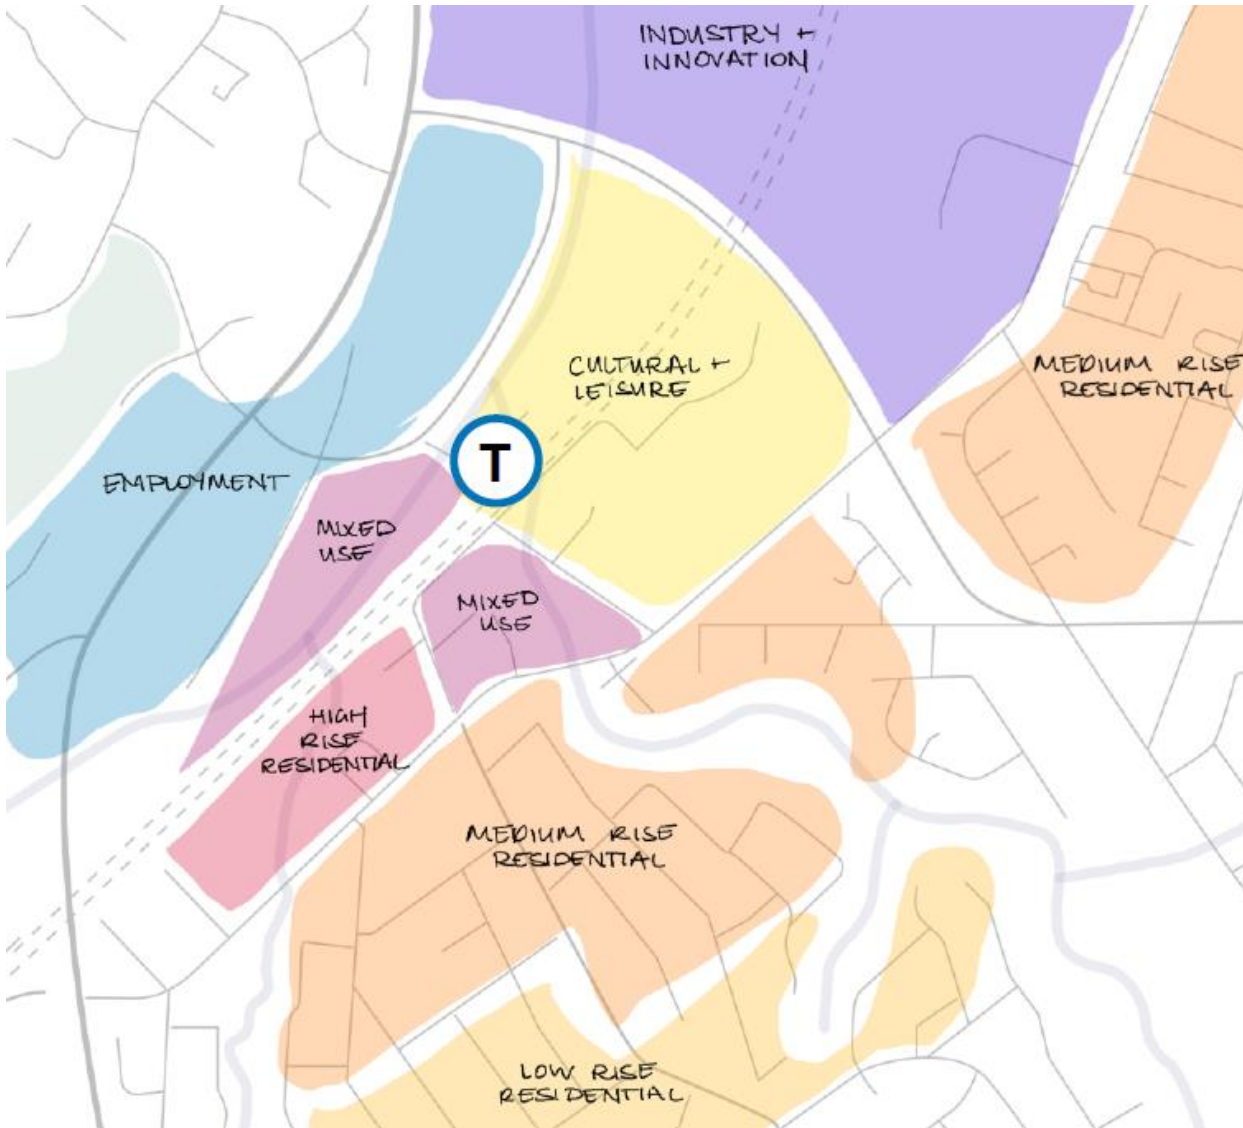 INDUSTRY +
INNOVATION
CULTURAL +
LEISURE
MEDIUM RISE
RESIDENTIAL
T
EMPLOYMENT
MIXED
USE
MIXED
USE
HIGH
RISE
RESIDENTIAL
MEDIUM RISE
RESIDENTIAL
LOW RISE
RESIDENTIAL